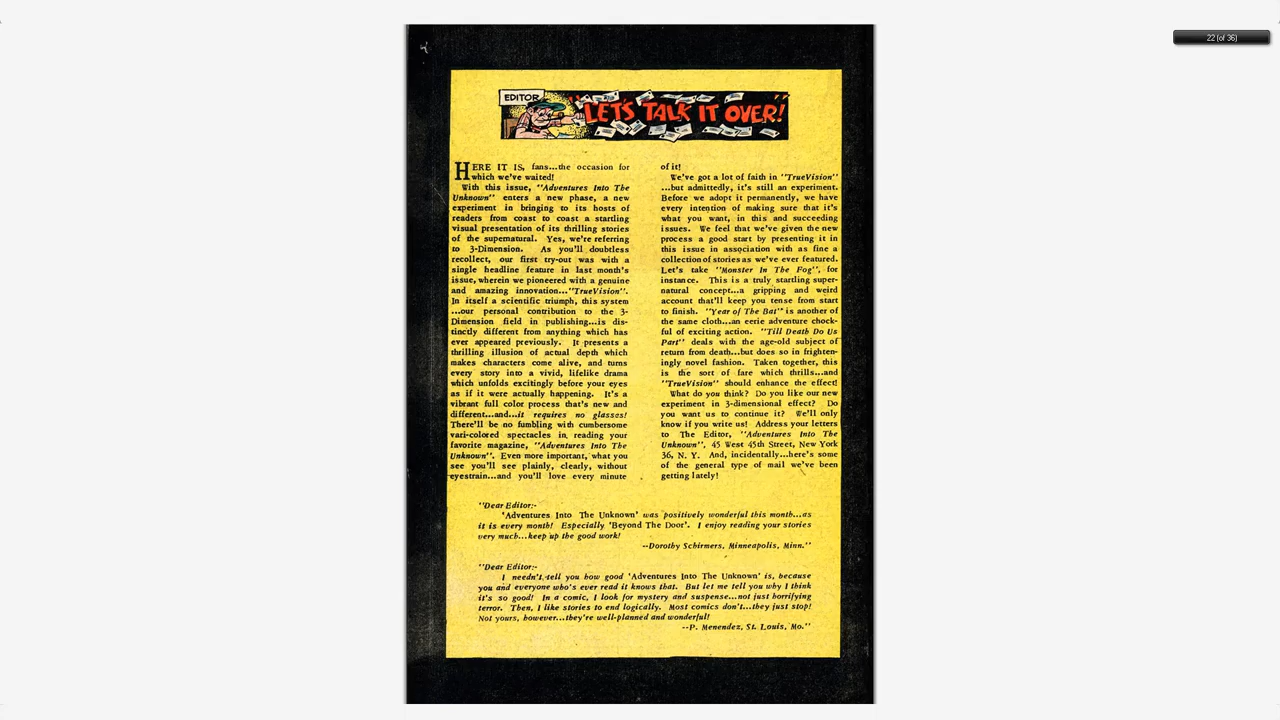 22 (of 36)
EDITOR
"LET'S TALK IT OVER!"
HERE IT IS, fans...the occasion for
which we've waited!
With this issue, "Adventures Into The
Unknown" enters a new phase, a new
experiment in bringing to its hosts of
readers from coast to coast a startling
visual presentation of its thrilling stories
of the supernatural. Yes, we're referring
to 3-Dimension. As you'll doubtless
recollect, our first try-out was with a
single headline feature in last month's
issue, wherein we pioneered with a genuine
and amazing innovation..."TrueVision".
In itself a scientific triumph, this system
...our personal contribution to the 3-
Dimension field in publishing...is dis-
tinctly different from anything which has
ever appeared previously. It presents a
thrilling illusion of actual depth which
makes characters come alive, and turns
every story into a vivid, lifelike drama
which unfolds excitingly before your eyes
as if it were actually happening. It's a
vibrant full color process that's new and
different...and...it requires no glasses!
There'll be no fumbling with cumbersome
vari-colored spectacles in reading your
favorite magazine, "Adventures Into The
Unknown". Even more important, what you
see you'll see plainly, clearly, without
eyestrain...and you'll love every minute
of it!
We've got a lot of faith in "TrueVision"
...but admittedly, it's still an experiment.
Before we adopt it permanently, we have
every intention of making sure that it's
what you want, in this and succeeding
issues. We feel that we've given the new
process a good start by presenting it in
this issue in association with as fine a
collection of stories as we've ever featured.
Let's take "Monster In The Fog", for
instance. This is a truly startling super-
natural concept...a gripping and weird
account that'll keep you tense from start
to finish. "Year of The Bat" is another of
the same cloth...an eerie adventure chock-
ful of exciting action. "Till Death Do Us
Part" deals with the age-old subject of
return from death...but does so in frighten-
ingly novel fashion. Taken together, this
is the sort of fare which thrills...and
"TrueVision" should enhance the effect!
What do you think? Do you like our new
experiment in 3-dimensional effect? Do
you want us to continue it? We'll only
know if you write us! Address your letters
to The Editor, "Adventures Into The
Unknown", 45 West 45th Street, New York
36, N. Y. And, incidentally...here's some
of the general type of mail we've been
getting lately!
"Dear Editor:-
'Adventures Into The Unknown' was positively wonderful this month...as
it is every month! Especially 'Beyond The Door'. I enjoy reading your stories
very much...keep up the good work!
--Dorothy Schirmers, Minneapolis, Minn."
"Dear Editor:-
I needn't tell you how good 'Adventures Into The Unknown' is, because
you and everyone who's ever read it knows that. But let me tell you why I think
it's so good! In a comic, I look for mystery and suspense...not just horrifying
terror. Then, I like stories to end logically. Most comics don't...they just stop!
Not yours, however...they're well-planned and wonderful!
--P. Menendez, St. Louis, Mo."